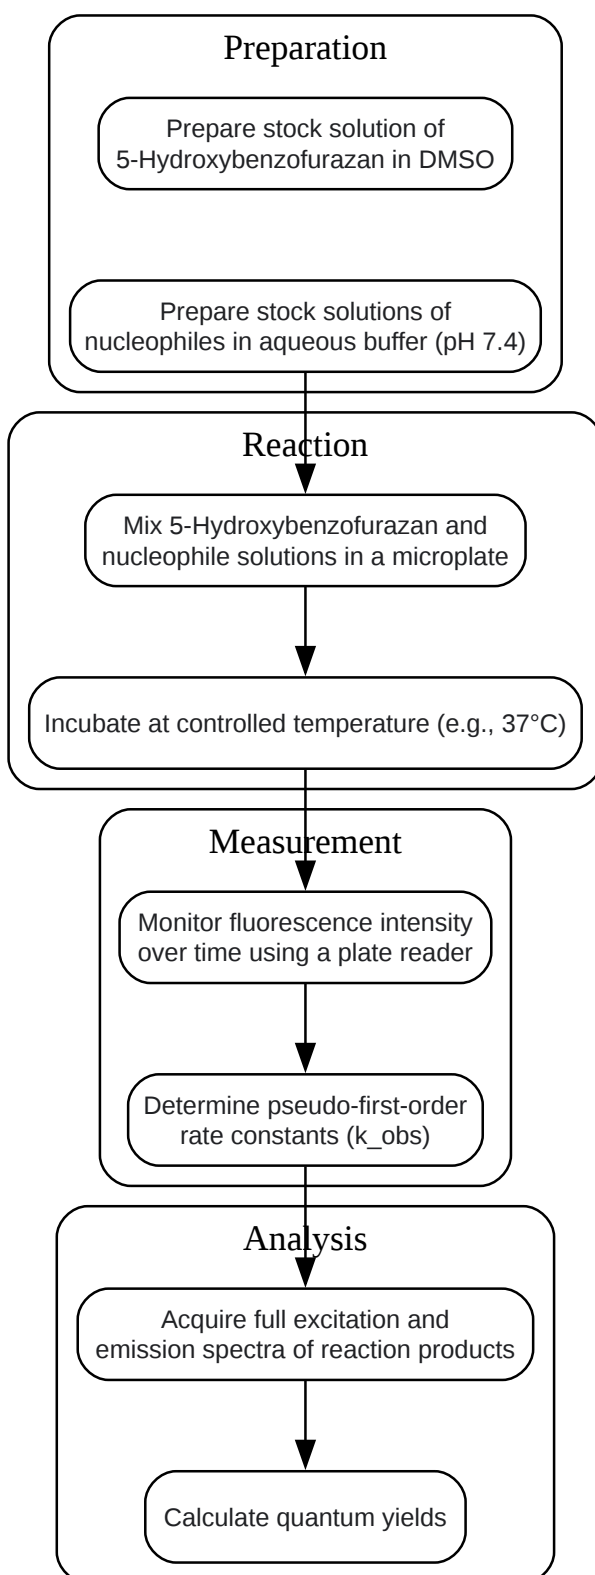 Preparation
Prepare stock solution of
5-Hydroxybenzofurazan in DMSO
Prepare stock solutions of
nucleophiles in aqueous buffer (pH 7.4)
Reaction
Mix 5-Hydroxybenzofurazan and
nucleophile solutions in a microplate
Incubate at controlled temperature (e.g., 37°C)
Measurement
Monitor fluorescence intensity
over time using a plate reader
Determine pseudo-first-order
rate constants (k_obs)
Analysis
Acquire full excitation and
emission spectra of reaction products
Calculate quantum yields